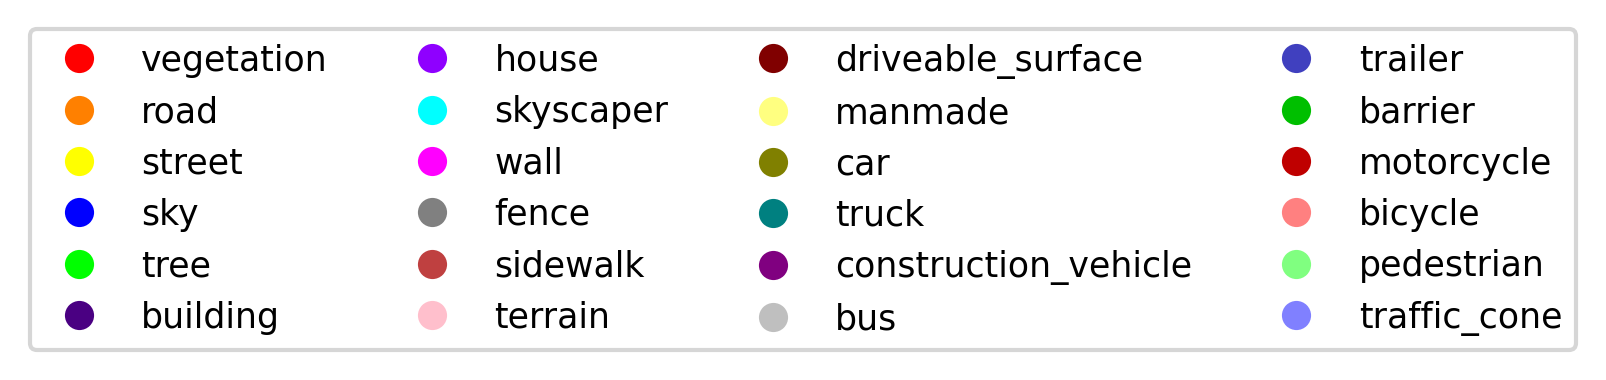 vegetation
road
street
sky
tree
building
house
skyscaper
wall
fence
sidewalk
terrain
driveable_surface
manmade
car
truck
construction_vehicle
bus
trailer
barrier
motorcycle
bicycle
pedestrian
traffic_cone